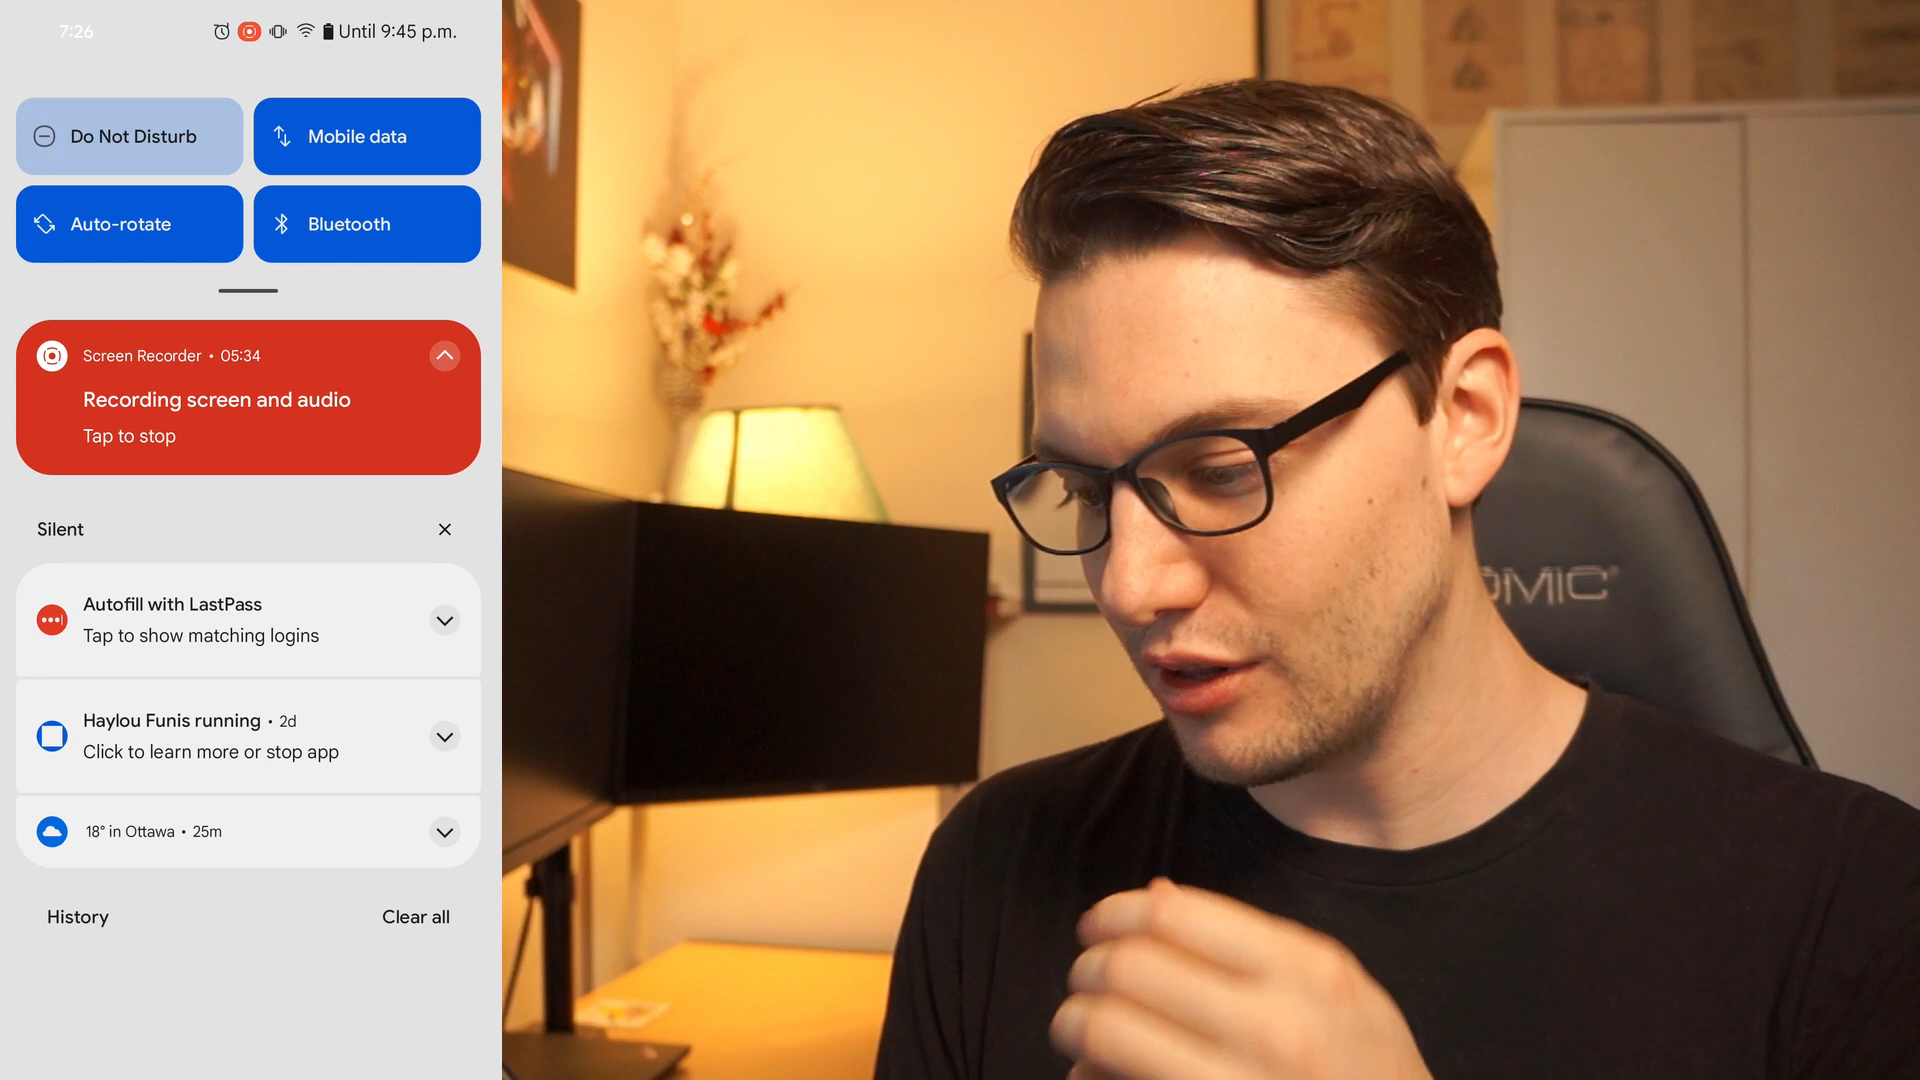 7:26 Until 9:45 p.m.
Do Not Disturb
Mobile data
Auto-rotate
Bluetooth
Screen Recorder • 05:34
Recording screen and audio
Tap to stop
Silent
Autofill with LastPass
Tap to show matching logins
Haylou Funis running • 2d
Click to learn more or stop app
18° in Ottawa • 25m
History
Clear all
OMIC